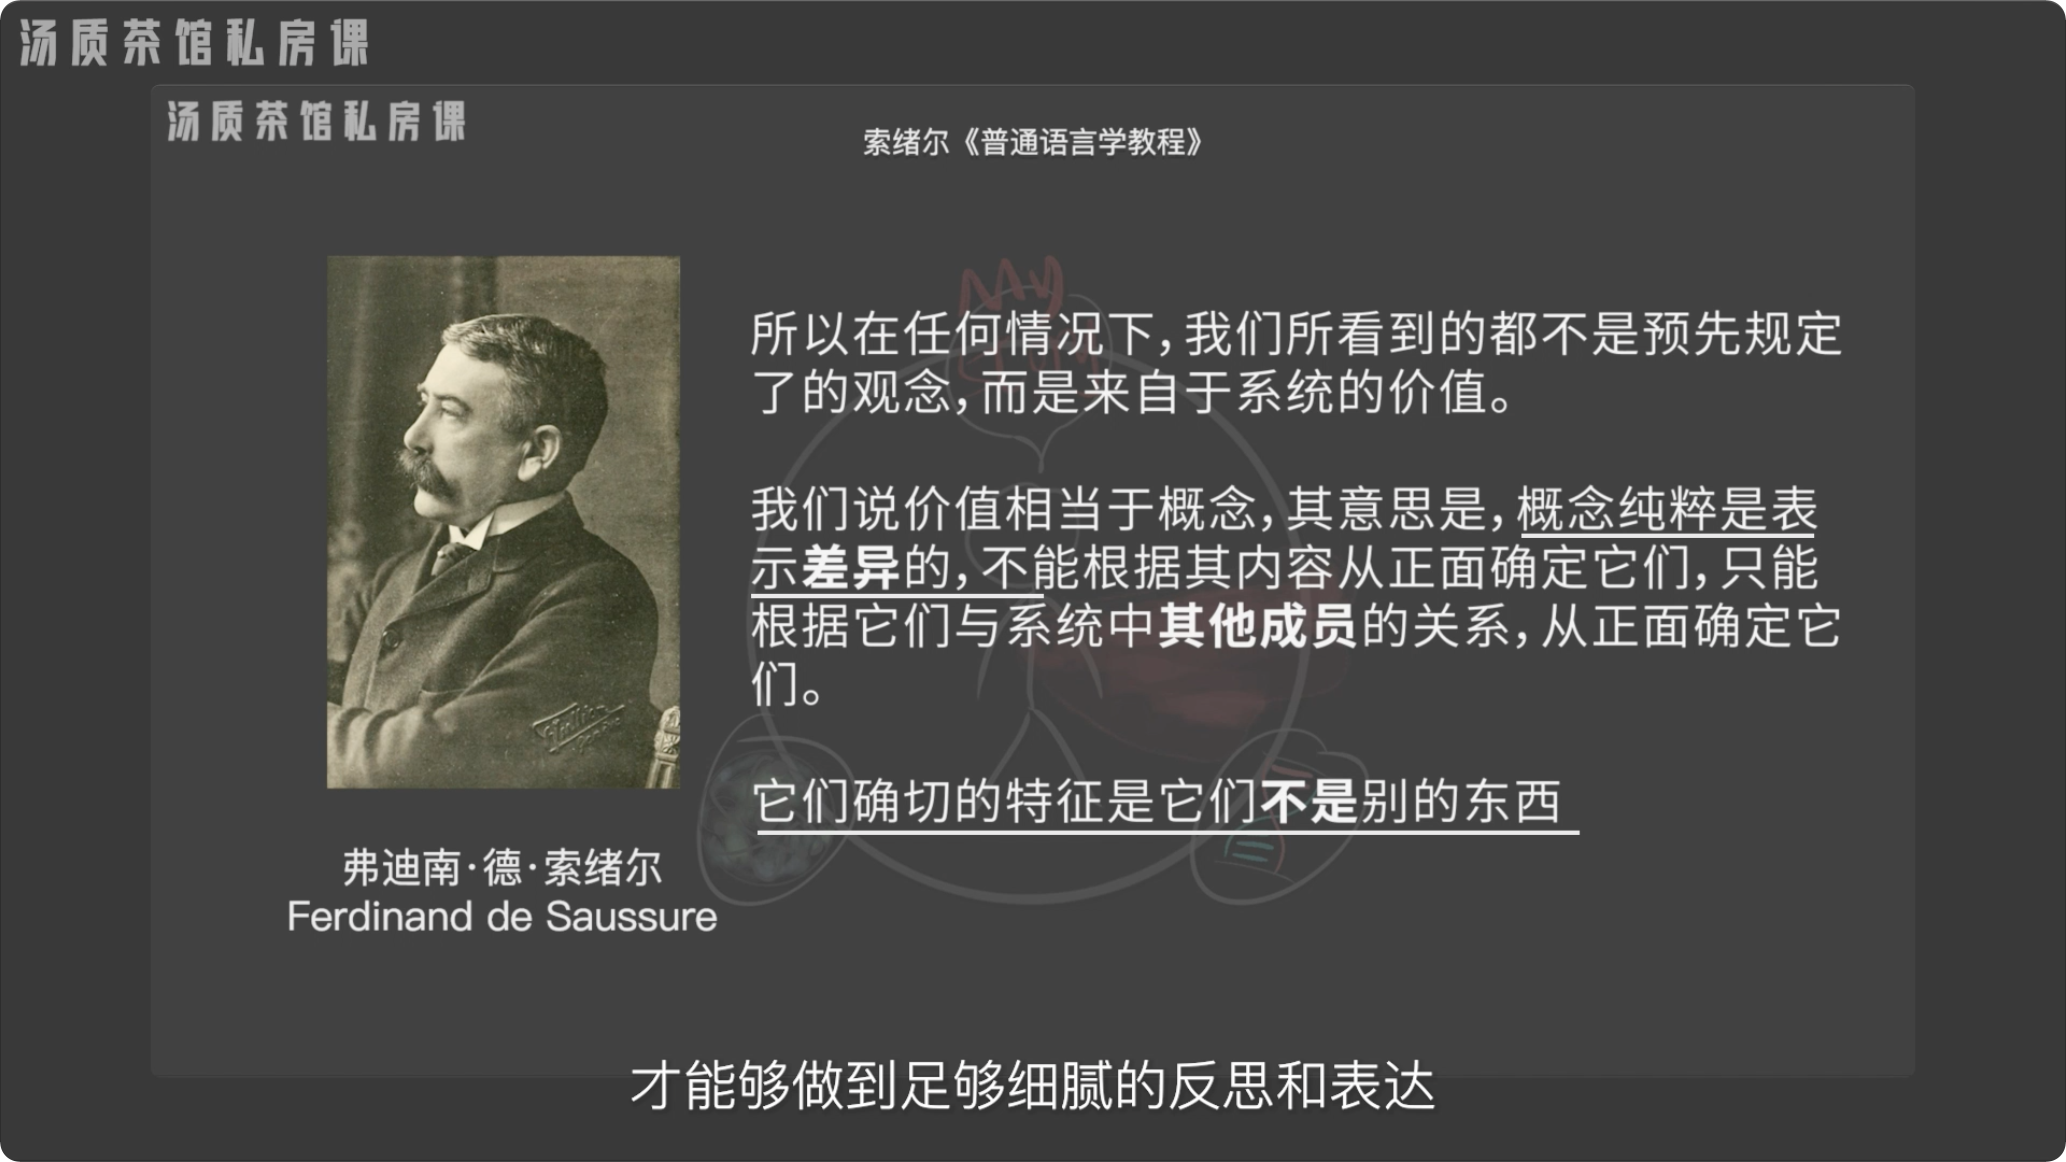 汤质茶馆私房课
汤质茶馆私房课
索绪尔《普通语言学教程》
My
所以在任何情况下，我们所看到的都不是预先规定
了的观念，而是来自于系统的价值。
我们说价值相当于概念，其意思是，概念纯粹是表
示差异的，不能根据其内容从正面确定它们，只能
根据它们与系统中其他成员的关系，从正面确定它
们。
它们确切的特征是它们不是别的东西
弗迪南·德·索绪尔
Ferdinand de Saussure
才能够做到足够细腻的反思和表达